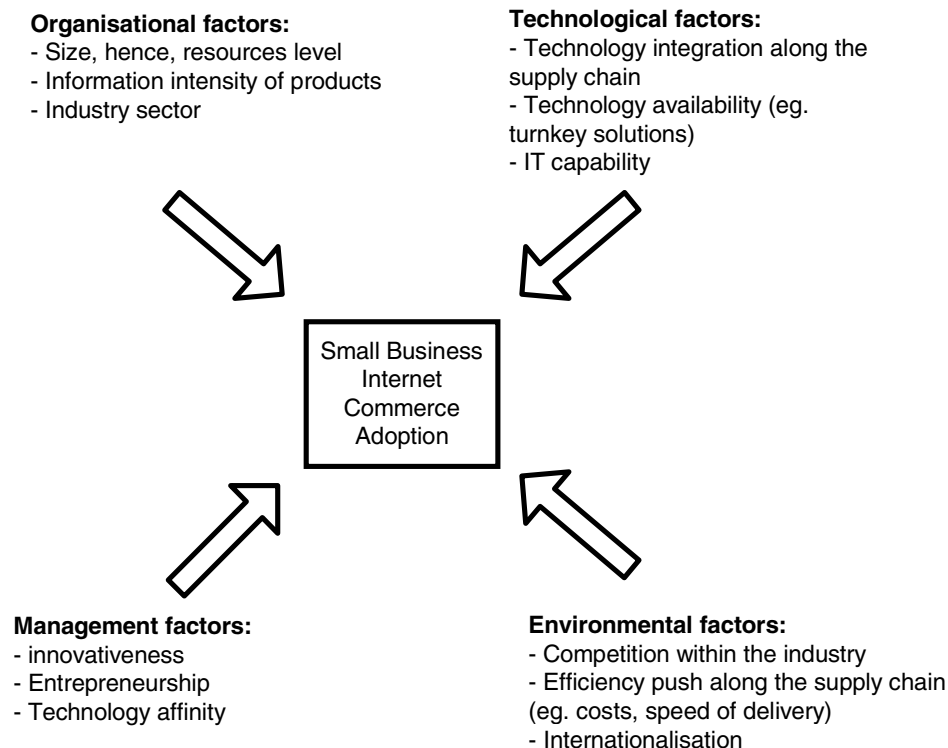 Organisational factors:
- Size, hence, resources level
- Information intensity of products
- Industry sector
Technological factors:
- Technology integration along the
supply chain
- Technology availability (eg.
turnkey solutions)
- IT capability
Small Business
Internet
Commerce
Adoption
Management factors:
- innovativeness
- Entrepreneurship
- Technology affinity
Environmental factors:
- Competition within the industry
- Efficiency push along the supply chain
(eg. costs, speed of delivery)
- Internationalisation